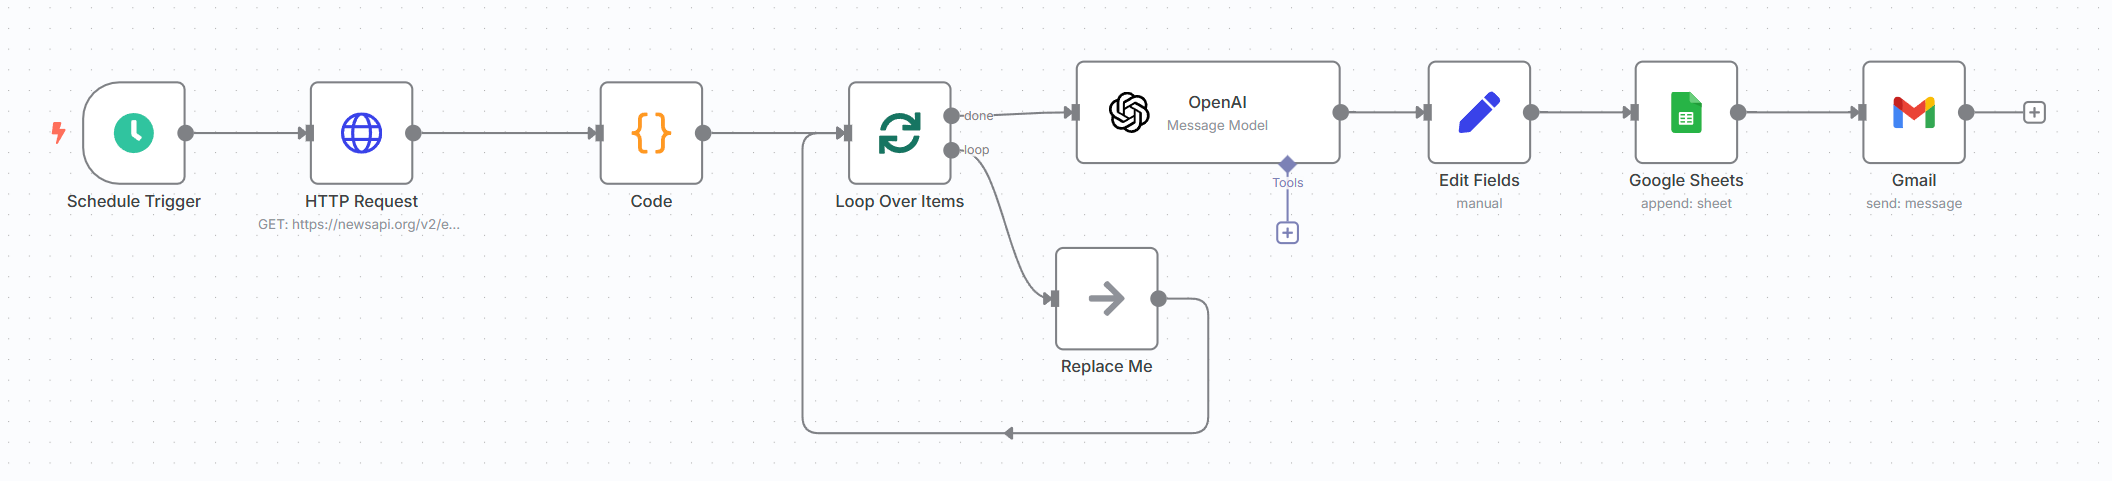 Schedule Trigger
HTTP Request
GET: https://newsapi.org/v2/e...
Code
Loop Over Items
done
loop
Replace Me
OpenAI
Message Model
Tools
Edit Fields
manual
Google Sheets
append: sheet
Gmail
send: message